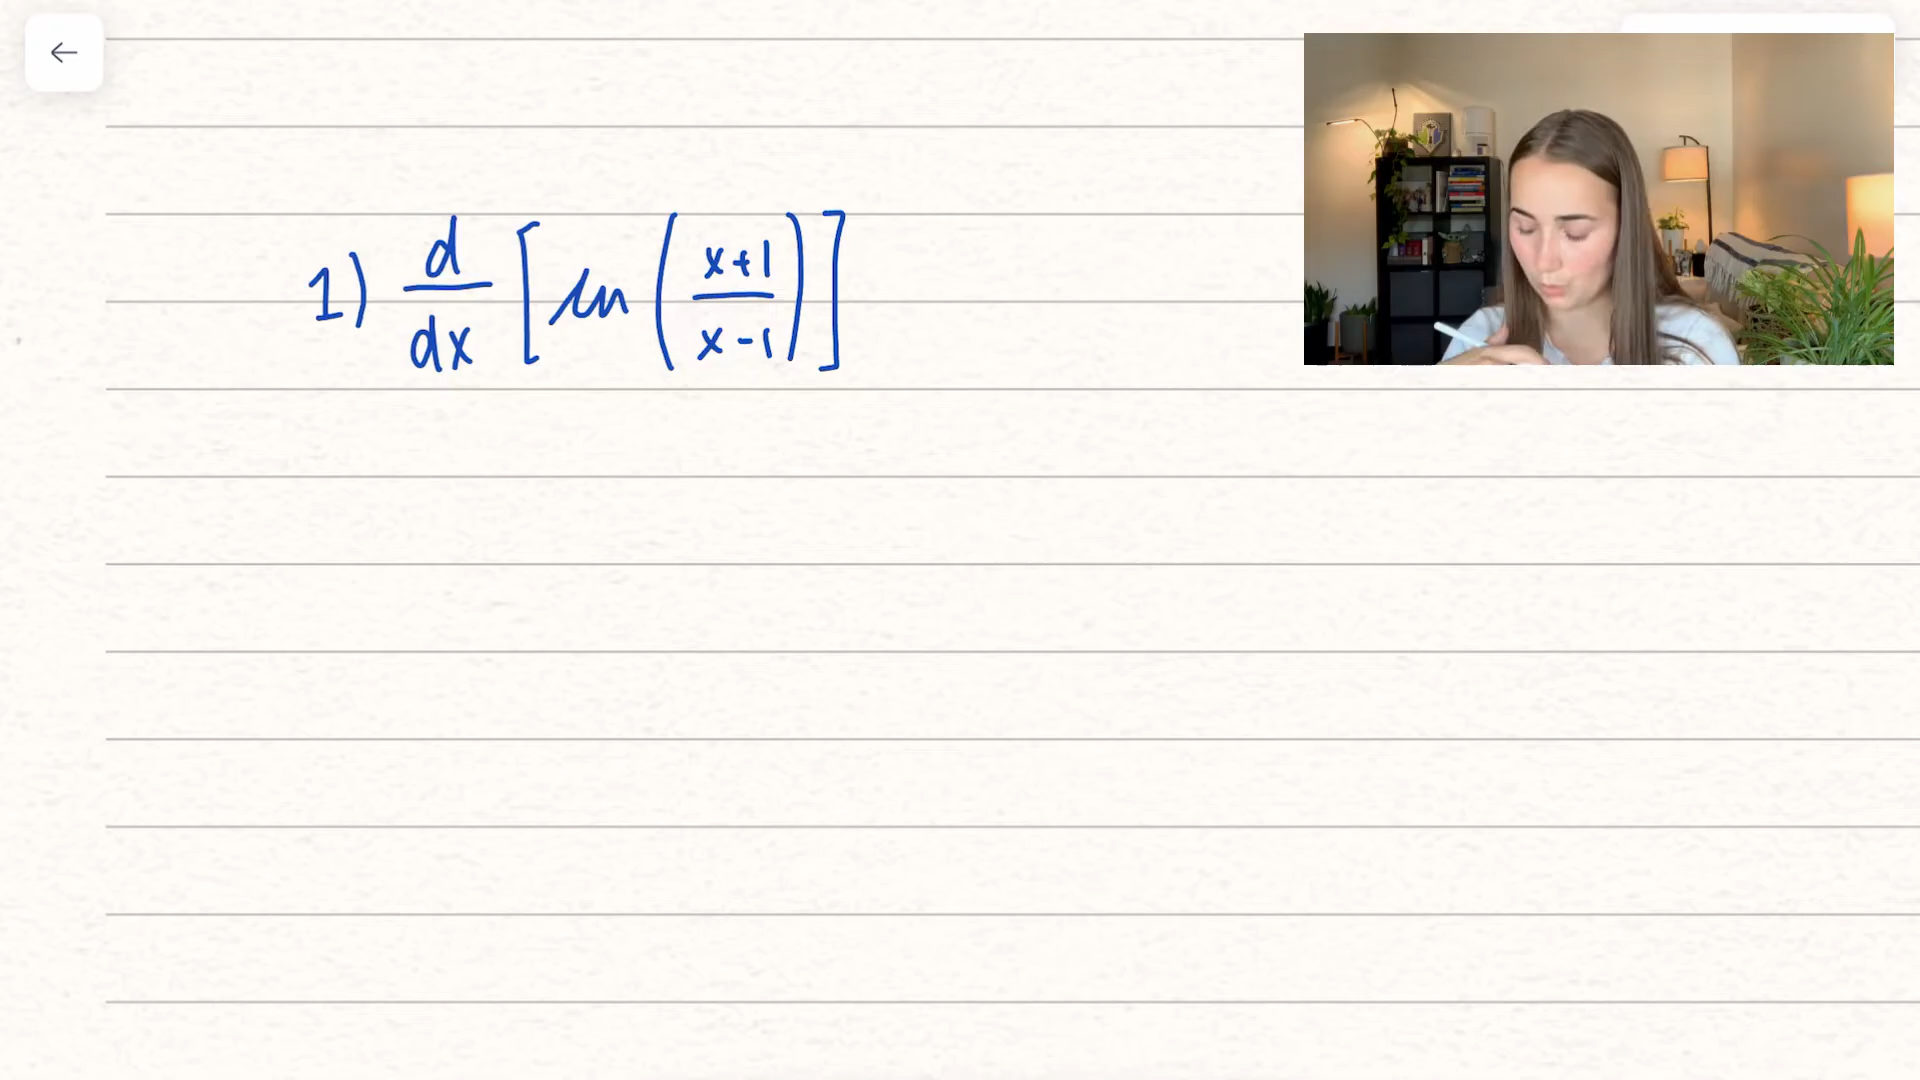 1) d/dx [ln((x+1)/(x-1))]